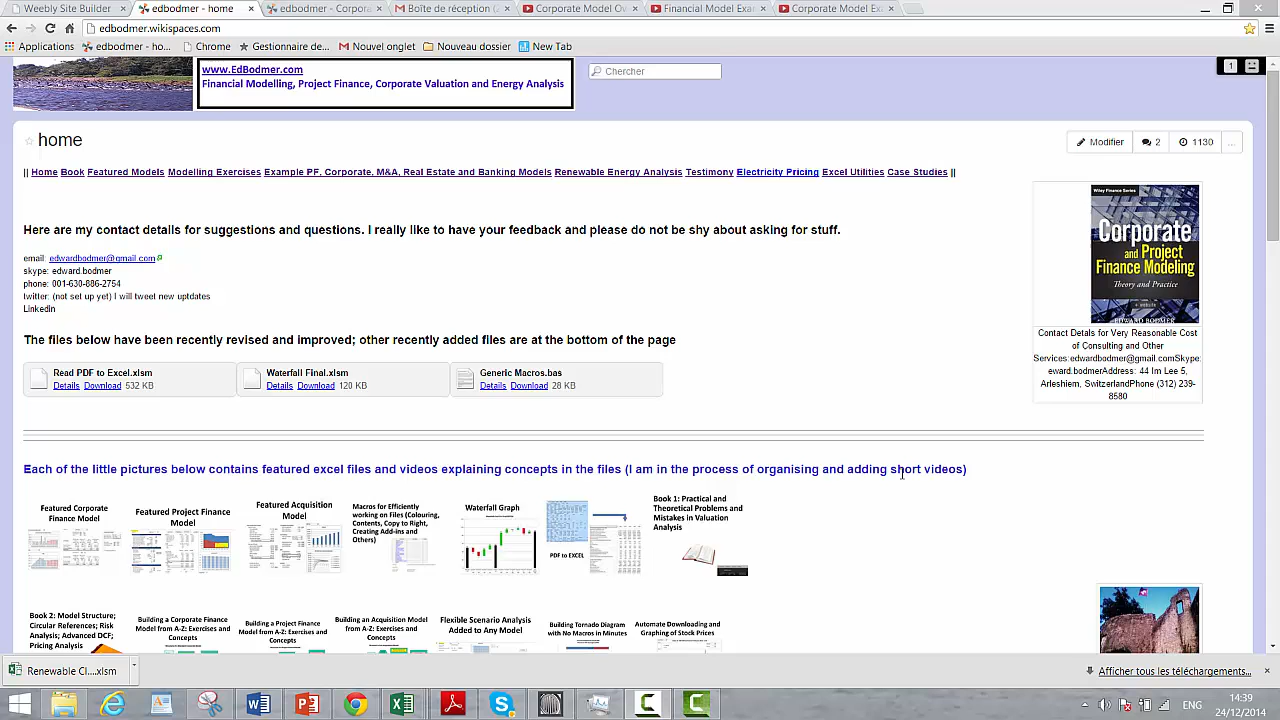 Weebly Site Builder
edbodmer - home
edbodmer - Corpora
Boîte de réception (2
Corporate Model Ov
Financial Model Exar
Corporate Model Ex
edbodmer.wikispaces.com
Applications
edbodmer - ho...
Chrome
Gestionnaire de...
Nouvel onglet
Nouveau dossier
New Tab
www.EdBodmer.com
Financial Modelling, Project Finance, Corporate Valuation and Energy Analysis
Chercher
1
home
Modifier
2
1130
...
|| Home Book Featured Models Modelling Exercises Example PF, Corporate, M&A, Real Estate and Banking Models Renewable Energy Analysis Testimony Electricity Pricing Excel Utilities Case Studies ||
Wiley Finance Series
Corporate
and Project
Finance Modeling
Theory and Practice
+ website
EDWARD BODMER
Here are my contact details for suggestions and questions. I really like to have your feedback and please do not be shy about asking for stuff.
email: edwardbodmer@gmail.com
skype: edward.bodmer
phone: 001-630-886-2754
twitter: (not set up yet) I will tweet new uptdates
LinkedIn
Contact Detals for Very Reasonable Cost
of Consulting and Other
Services:edwardbodmer@gmail.comSkype:
eward.bodmerAddress: 44 Im Lee 5,
Arleshiem, SwitzerlandPhone (312) 239-
8580
The files below have been recently revised and improved; other recently added files are at the bottom of the page
Read PDF to Excel.xlsm
Details Download 532 KB
Waterfall Final.xlsm
Details Download 120 KB
Generic Macros.bas
Details Download 28 KB
Each of the little pictures below contains featured excel files and videos explaining concepts in the files (I am in the process of organising and adding short videos)
Featured Corporate
Finance Model
Featured Project Finance
Model
Featured Acquisition
Model
Macros for Efficiently
working on Files (Colouring,
Contents, Copy to Right,
Creating Add-ins and
Others)
Waterfall Graph
PDF to EXCEL
Book 1: Practical and
Theoretical Problems and
Mistakes in Valuation
Analysis
Book 2: Model Structure;
Circular References; Risk
Analysis; Advanced DCF;
Pricing Analysis
Building a Corporate Finance
Model from A-Z: Exercises and
Concepts
Building a Project Finance
Model from A-Z: Exercises and
Concepts
Building an Acquisition Model
from A-Z: Exercises and
Concepts
Flexible Scenario Analysis
Added to Any Model
Building Tornado Diagram
with No Macros in Minutes
Automate Downloading and
Graphing of Stock Prices
Renewable Cl....xlsm
Afficher tous les téléchargements...
ENG
14:39
24/12/2014